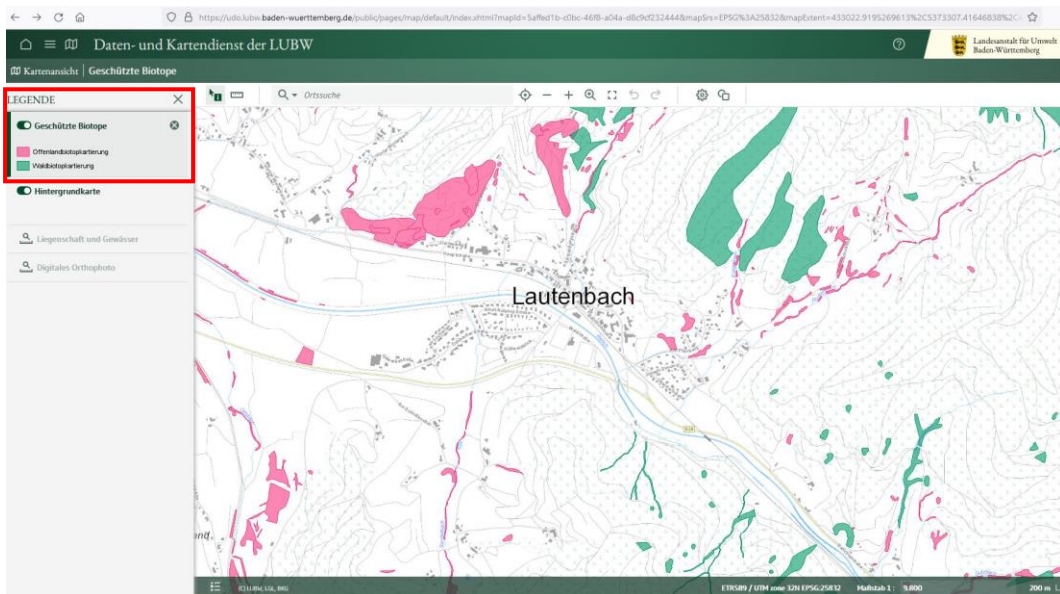 https://udo.lubw.baden-wuerttemberg.de/public/pages/map/default/index.xhtml?mapId=5affed1b-c0bc-46f8-a04a-d8c9cf232444&mapSrs=EPSG%3A25832&mapExtent=433022.9195269613%2C5373307.41646838%2C
Daten- und Kartendienst der LUBW
Landesanstalt für Umwelt
Baden-Württemberg
Kartenansicht | Geschützte Biotope
LEGENDE
Ortssuche
Geschützte Biotope
Offenlandbiotopkartierung
Waldbiotopkartierung
Hintergrundkarte
Liegenschaft und Gewässer
Digitales Orthophoto
Lautenbach
(C) LUBW, LGL, BKG
ETRS89 / UTM zone 32N EPSG:25832
Maßstab 1 : 9.800
200 m